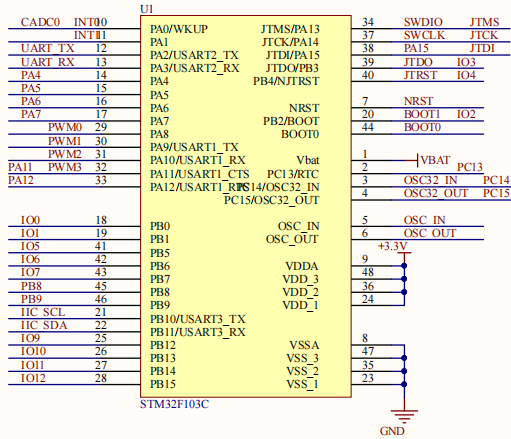 U1
CADC0 INT0 10 PA0/WKUP JTMS/PA13 34 SWDIO JTMS
INT1 11 PA1 JTCK/PA14 37 SWCLK JTCK
UART_TX 12 PA2/USART2_TX JTDI/PA15 38 PA15 JTDI
UART_RX 13 PA3/USART2_RX JTDO/PB3 39 JTDO IO3
PA4 14 PA4 PB4/NJTRST 40 JTRST IO4
PA5 15 PA5
PA6 16 PA6 NRST 7 NRST
PA7 17 PA7 PB2/BOOT 20 BOOT1 IO2
PWM0 29 PA8 BOOT0 44 BOOT0
PWM1 30 PA9/USART1_TX
PWM2 31 PA10/USART1_RX Vbat 1 VBAT
PA11 PWM3 32 PA11/USART1_CTS PC13/RTC 2 PC13
PA12 33 PA12/USART1_RTS PC14/OSC32_IN 3 OSC32_IN PC14
PC15/OSC32_OUT 4 OSC32_OUT PC15
IO0 18 PB0 OSC_IN 5 OSC_IN
IO1 19 PB1 OSC_OUT 6 OSC_OUT
IO5 41 PB5 +3.3V
IO6 42 PB6 VDDA 9
IO7 43 PB7 VDD_3 48
PB8 45 PB8 VDD_2 36
PB9 46 PB9 VDD_1 24
IIC_SCL 21 PB10/USART3_TX
IIC_SDA 22 PB11/USART3_RX
IO9 25 PB12 VSSA 8
IO10 26 PB13 VSS_3 47
IO11 27 PB14 VSS_2 35
IO12 28 PB15 VSS_1 23
STM32F103C
GND